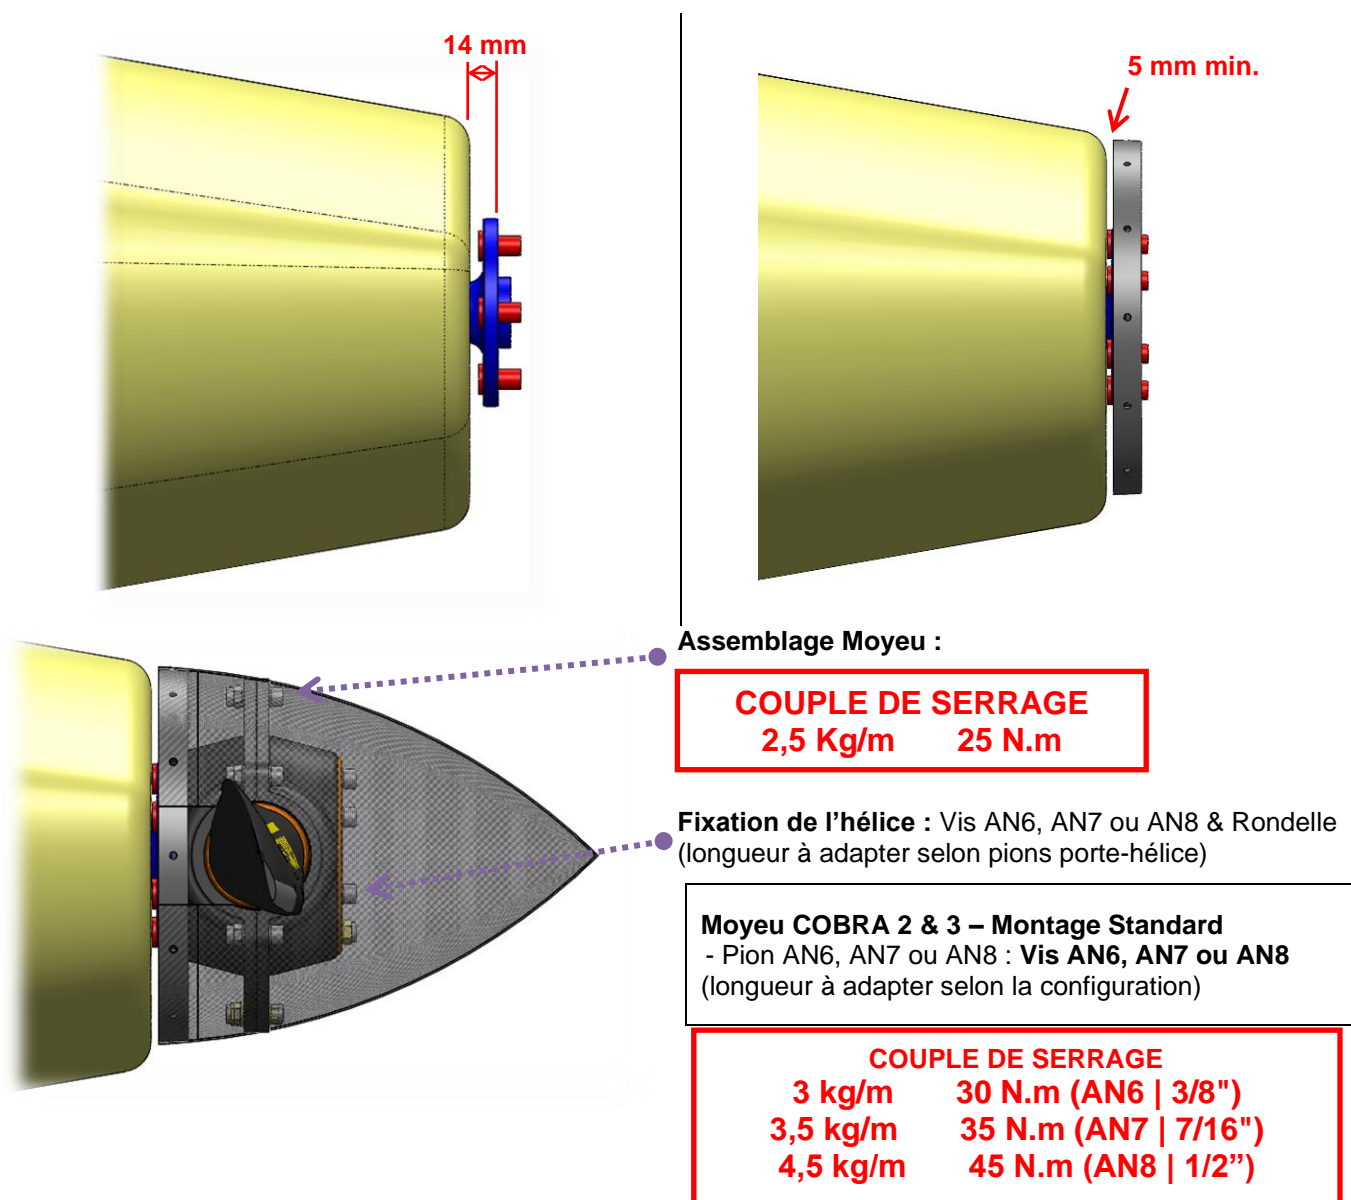 14 mm
5 mm min.
Assemblage Moyeu :
COUPLE DE SERRAGE
2,5 Kg/m 25 N.m
Fixation de l’hélice : Vis AN6, AN7 ou AN8 & Rondelle
(longueur à adapter selon pions porte-hélice)
Moyeu COBRA 2 & 3 – Montage Standard
- Pion AN6, AN7 ou AN8 : Vis AN6, AN7 ou AN8
(longueur à adapter selon la configuration)
COUPLE DE SERRAGE
3 kg/m 30 N.m (AN6 | 3/8")
3,5 kg/m 35 N.m (AN7 | 7/16")
4,5 kg/m 45 N.m (AN8 | 1/2”)